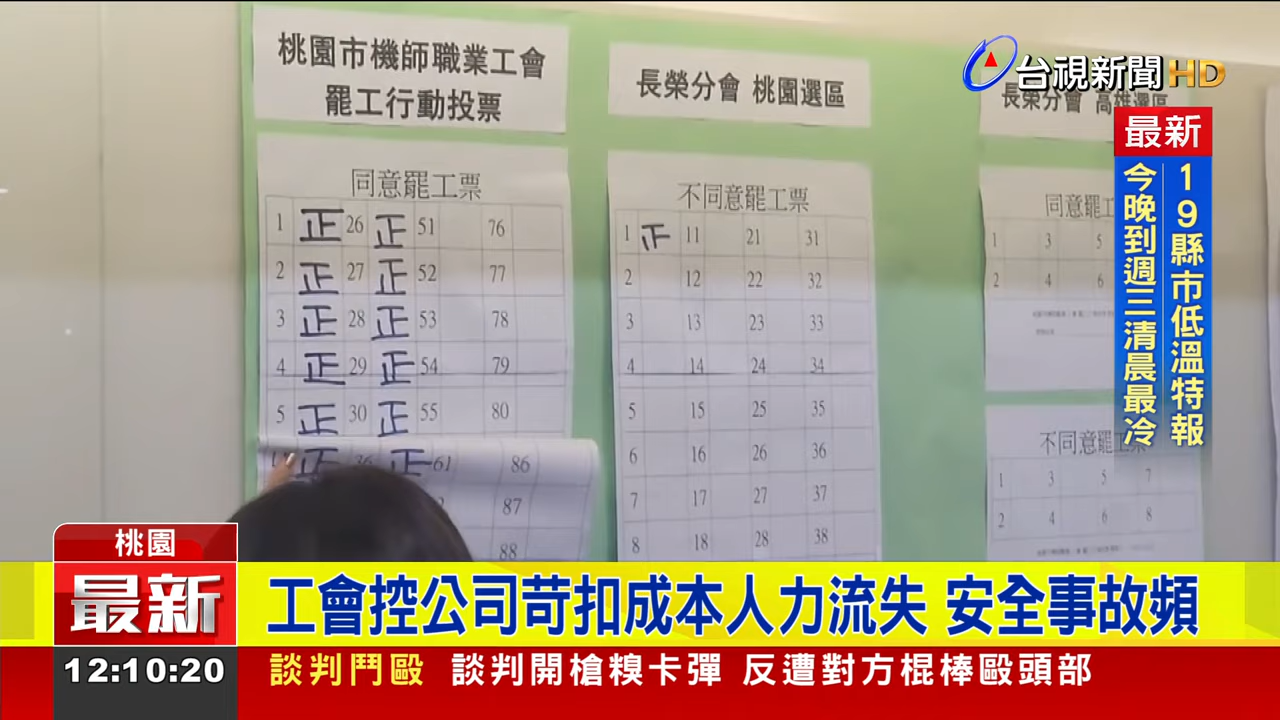 桃園市機師職業工會
罷工行動投票
同意罷工票
1 正 26 正 51 76
2 正 27 正 52 77
3 正 28 正 53 78
4 正 29 正 54 79
5 正 30 正 55 80
正 36 正 61 86
87
88
長榮分會 桃園選區
不同意罷工票
1 正 11 21 31
2 12 22 32
3 13 23 33
4 14 24 34
5 15 25 35
6 16 26 36
7 17 27 37
8 18 28 38
長榮分會 高雄選區
同意罷工
1 3 5
2 4 6
不同意罷工票
1 3 5 7
2 4 6 8
台視新聞HD
最新
19縣市低溫特報
今晚到週三清晨最冷
桃園
最新
12:10:20
工會控公司苛扣成本人力流失 安全事故頻
談判鬥毆 談判開槍糗卡彈 反遭對方棍棒毆頭部